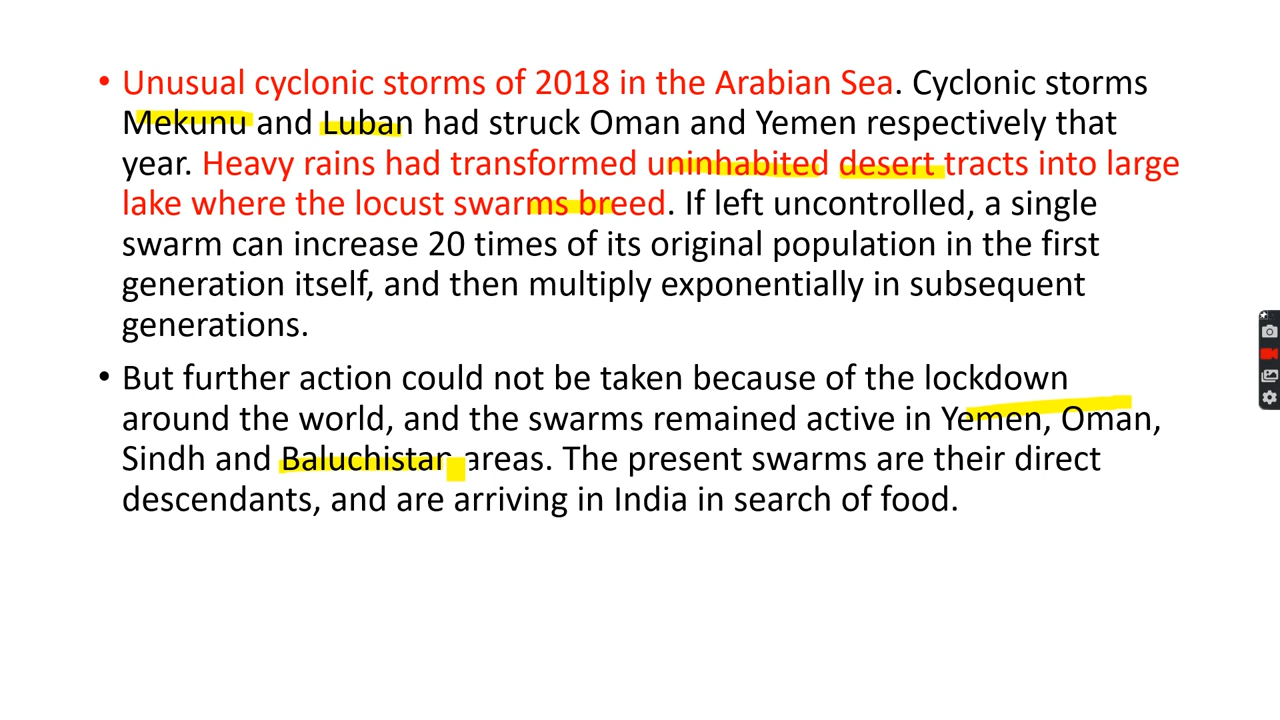 • Unusual cyclonic storms of 2018 in the Arabian Sea. Cyclonic storms
Mekunu and Luban had struck Oman and Yemen respectively that
year. Heavy rains had transformed uninhabited desert tracts into large
lake where the locust swarms breed. If left uncontrolled, a single
swarm can increase 20 times of its original population in the first
generation itself, and then multiply exponentially in subsequent
generations.
• But further action could not be taken because of the lockdown
around the world, and the swarms remained active in Yemen, Oman,
Sindh and Baluchistan areas. The present swarms are their direct
descendants, and are arriving in India in search of food.